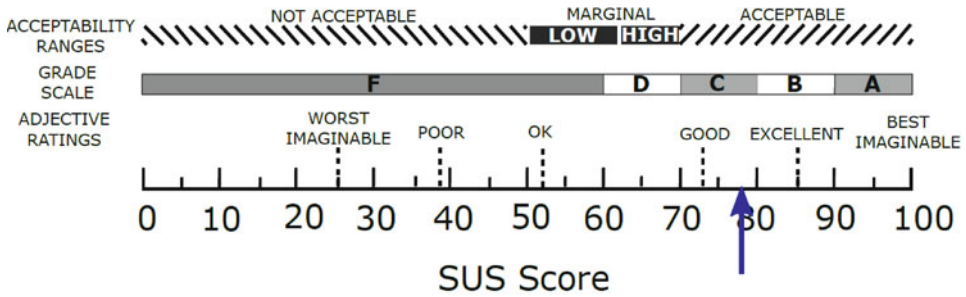 NOT ACCEPTABLE MARGINAL ACCEPTABLE
ACCEPTABILITY RANGES LOW HIGH
GRADE SCALE F D C B A
ADJECTIVE RATINGS WORST IMAGINABLE POOR OK GOOD EXCELLENT BEST IMAGINABLE
0 10 20 30 40 50 60 70 80 90 100
SUS Score